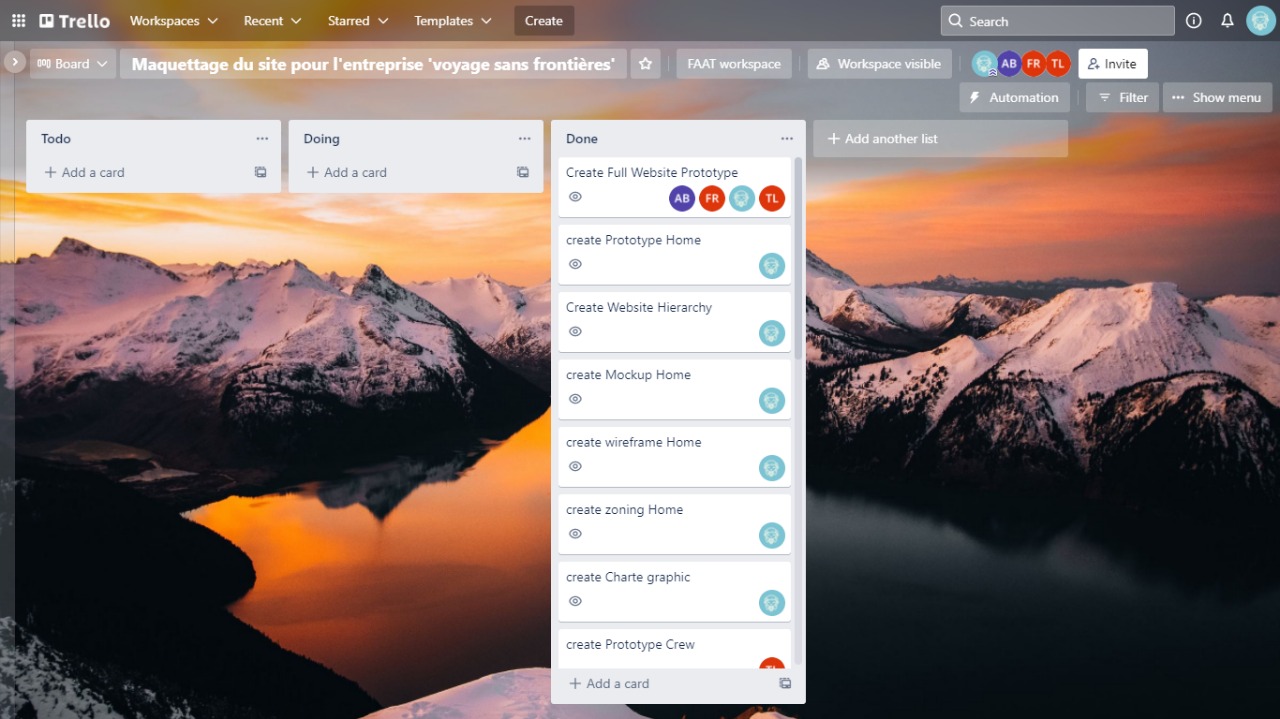 Trello Workspaces Recent Starred Templates Create Search
Board Maquettage du site pour l'entreprise 'voyage sans frontières' FAAT workspace Workspace visible AB FR TL Invite
Automation Filter Show menu
Todo
Add a card
Doing
Add a card
Done
Create Full Website Prototype
AB FR TL
create Prototype Home
Create Website Hierarchy
create Mockup Home
create wireframe Home
create zoning Home
create Charte graphic
create Prototype Crew
TL
Add a card
Add another list